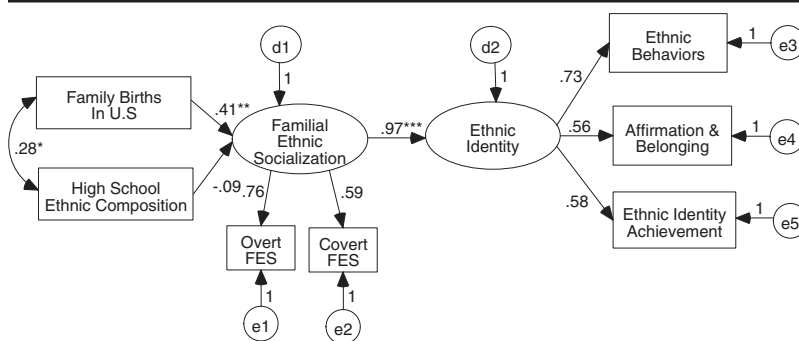 d1
d2
1
1
Ethnic
Behaviors
1
e3
Family Births
In U.S
.41**
.73
.28*
Familial
Ethnic
Socialization
.97***
Ethnic
Identity
.56
Affirmation &
Belonging
1
e4
High School
Ethnic Composition
-.09
.76
.59
.58
Ethnic Identity
Achievement
1
e5
Overt
FES
Covert
FES
1
1
e1
e2